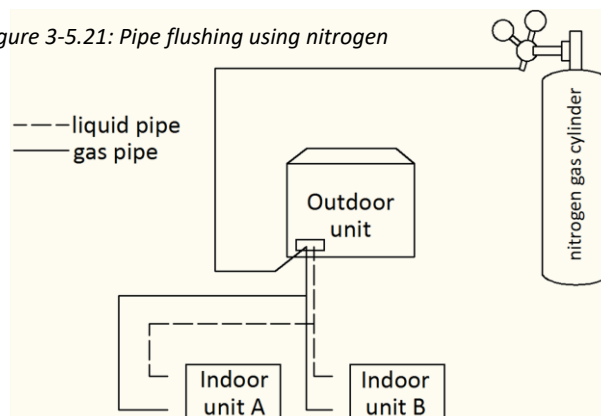 gure 3-5.21: Pipe flushing using nitrogen
liquid pipe
gas pipe
nitrogen gas cylinder
Outdoor
unit
Indoor
unit A
Indoor
unit B